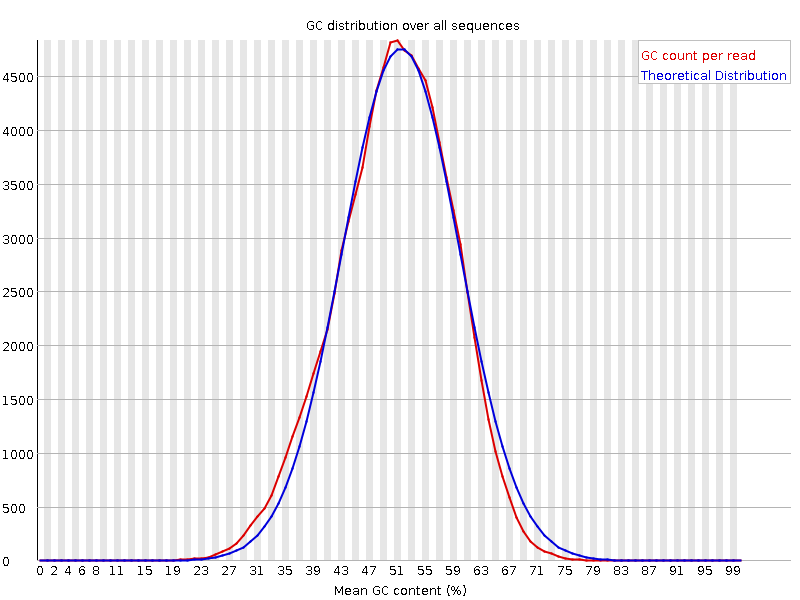 GC distribution over all sequences
GC count per read
Theoretical Distribution
4500
4000
3500
3000
2500
2000
1500
1000
500
0
0 2 4 6 8 11 15 19 23 27 31 35 39 43 47 51 55 59 63 67 71 75 79 83 87 91 95 99
Mean GC content (%)